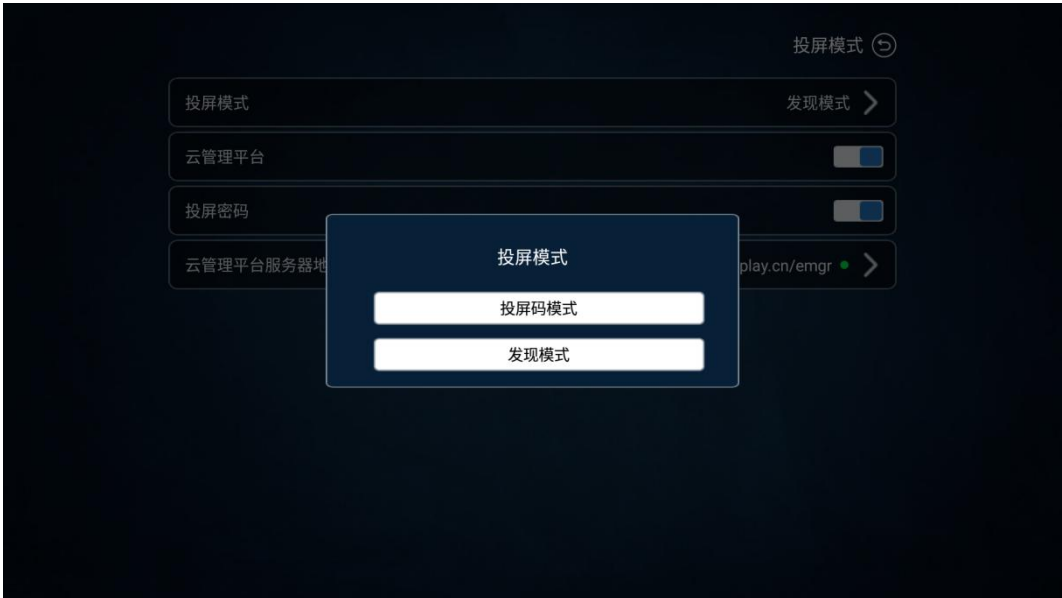 投屏模式
投屏模式 发现模式
云管理平台
投屏密码
云管理平台服务器地 play.cn/emgr
投屏模式
投屏码模式
发现模式